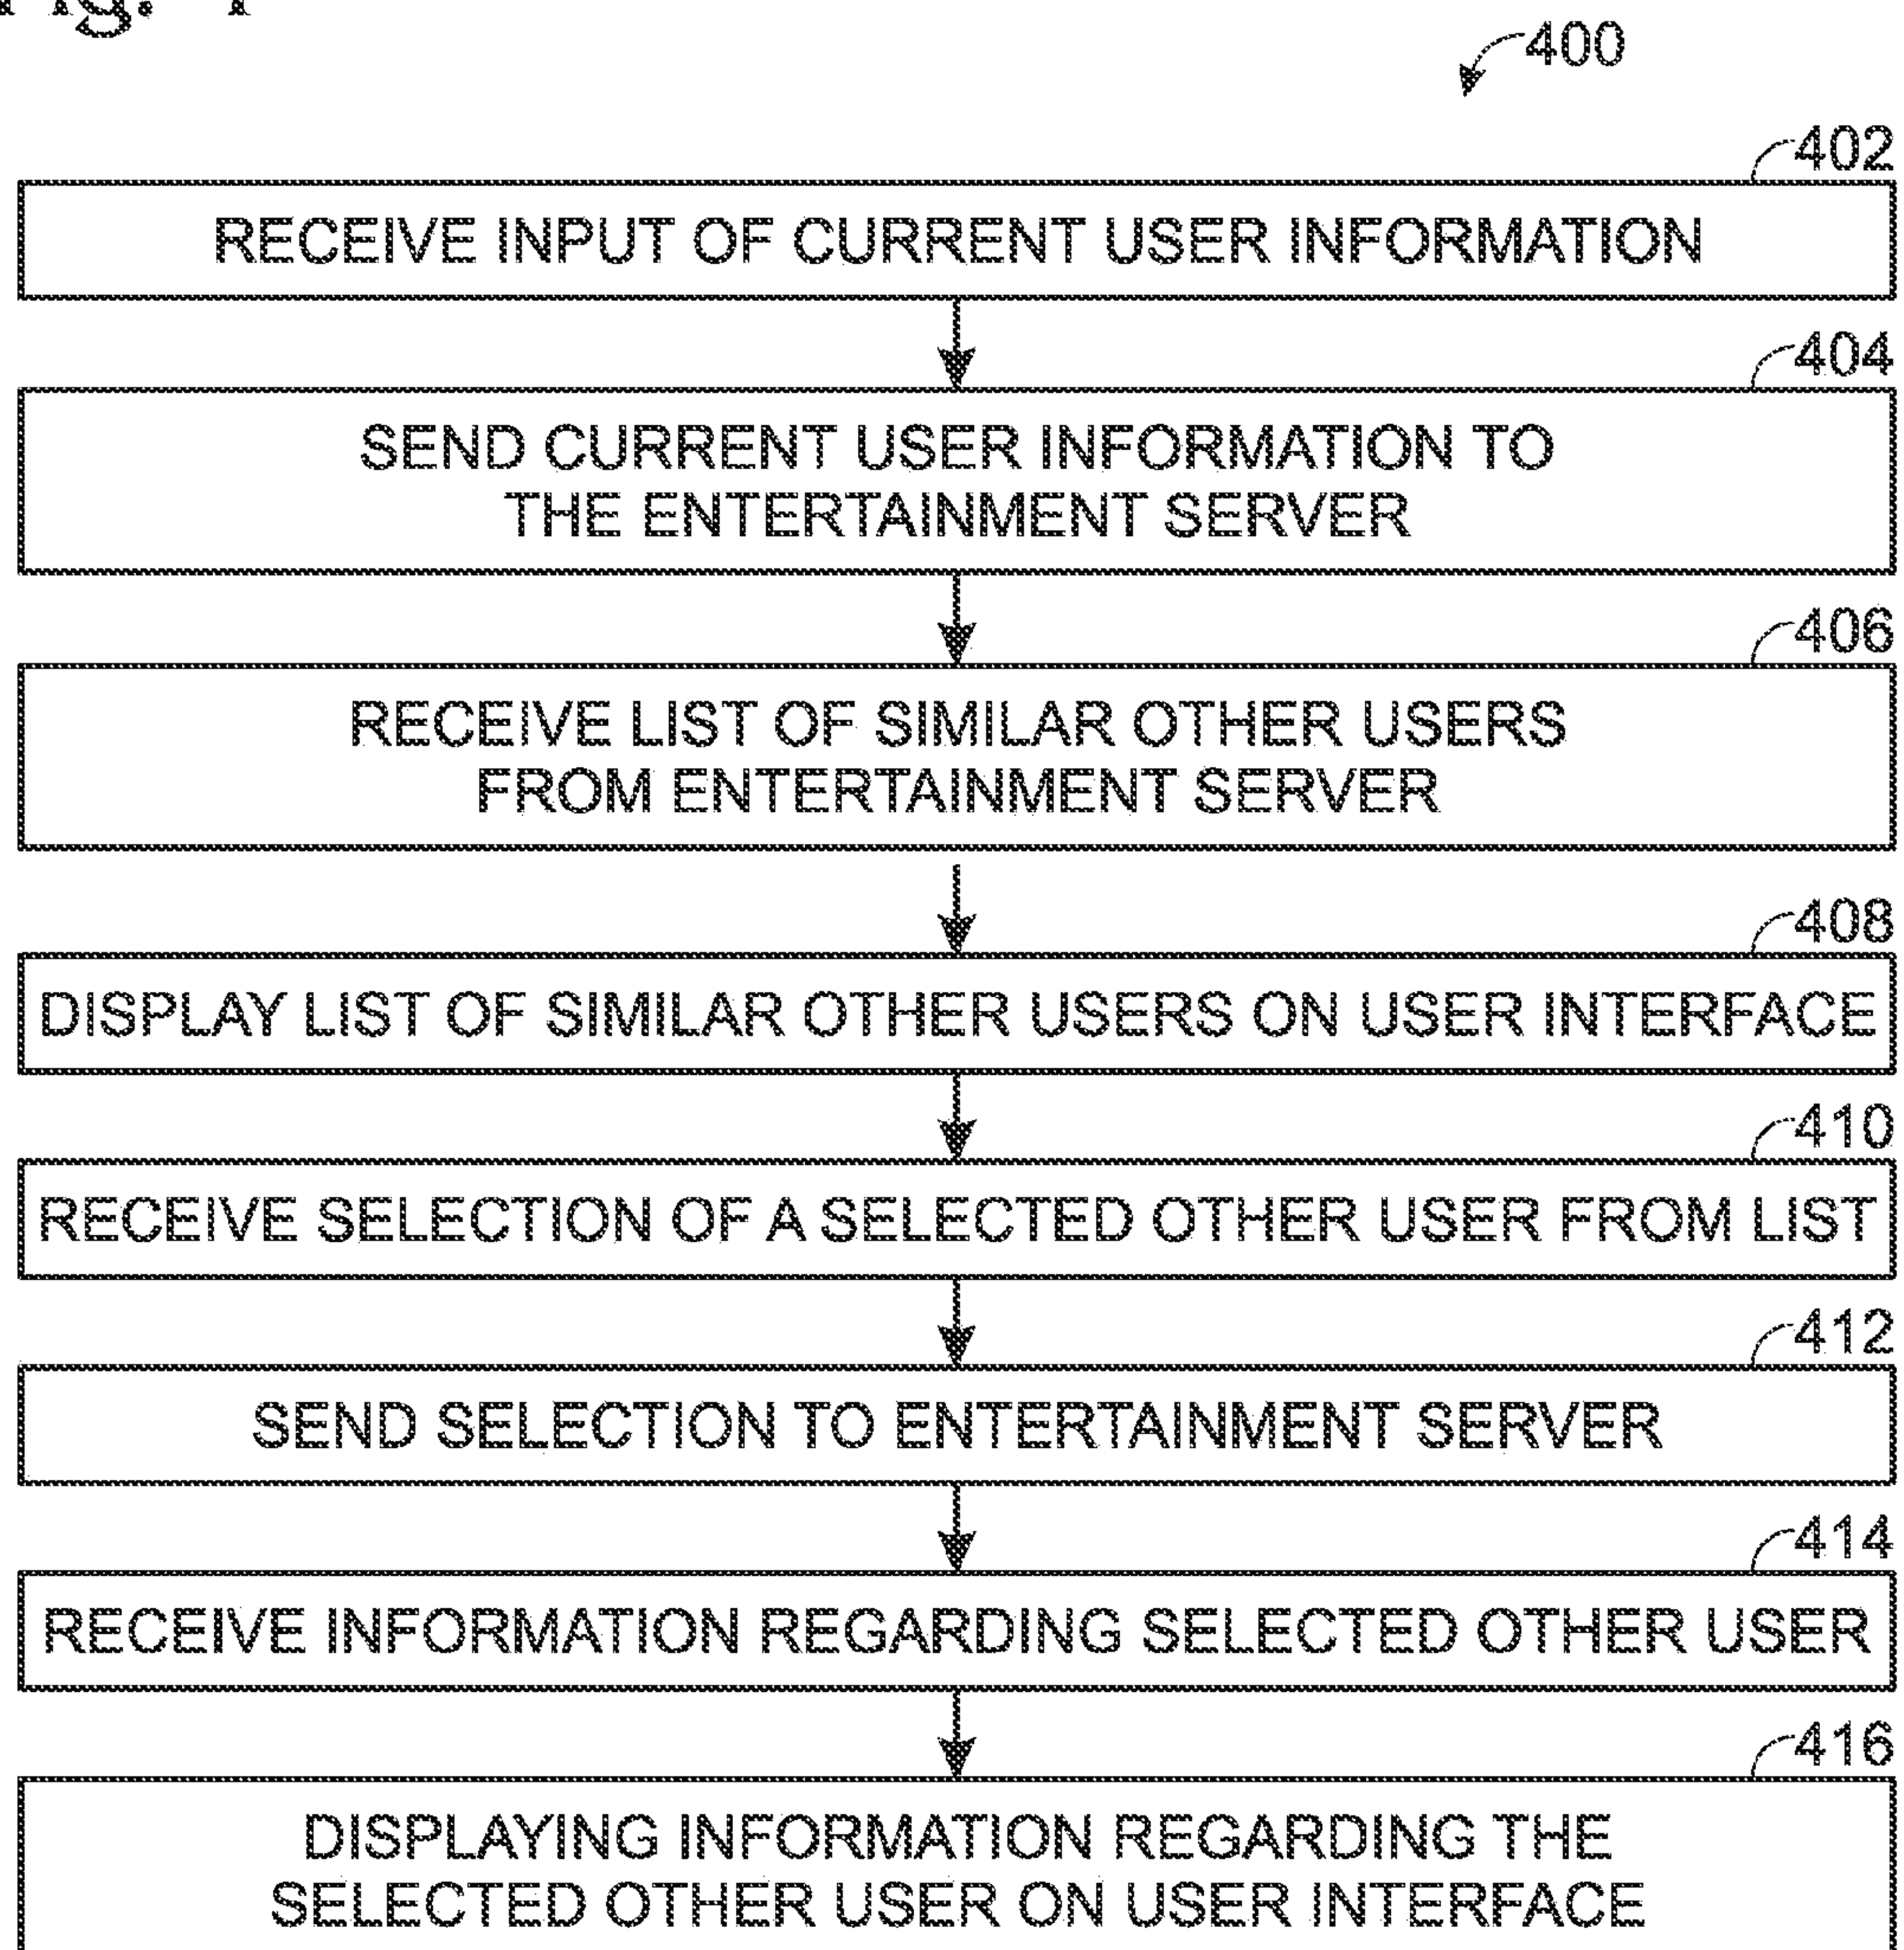 Fig. 4
400
402
RECEIVE INPUT OF CURRENT USER INFORMATION
404
SEND CURRENT USER INFORMATION TO
THE ENTERTAINMENT SERVER
406
RECEIVE LIST OF SIMILAR OTHER USERS
FROM ENTERTAINMENT SERVER
408
DISPLAY LIST OF SIMILAR OTHER USERS ON USER INTERFACE
410
RECEIVE SELECTION OF A SELECTED OTHER USER FROM LIST
412
SEND SELECTION TO ENTERTAINMENT SERVER
414
RECEIVE INFORMATION REGARDING SELECTED OTHER USER
416
DISPLAYING INFORMATION REGARDING THE
SELECTED OTHER USER ON USER INTERFACE